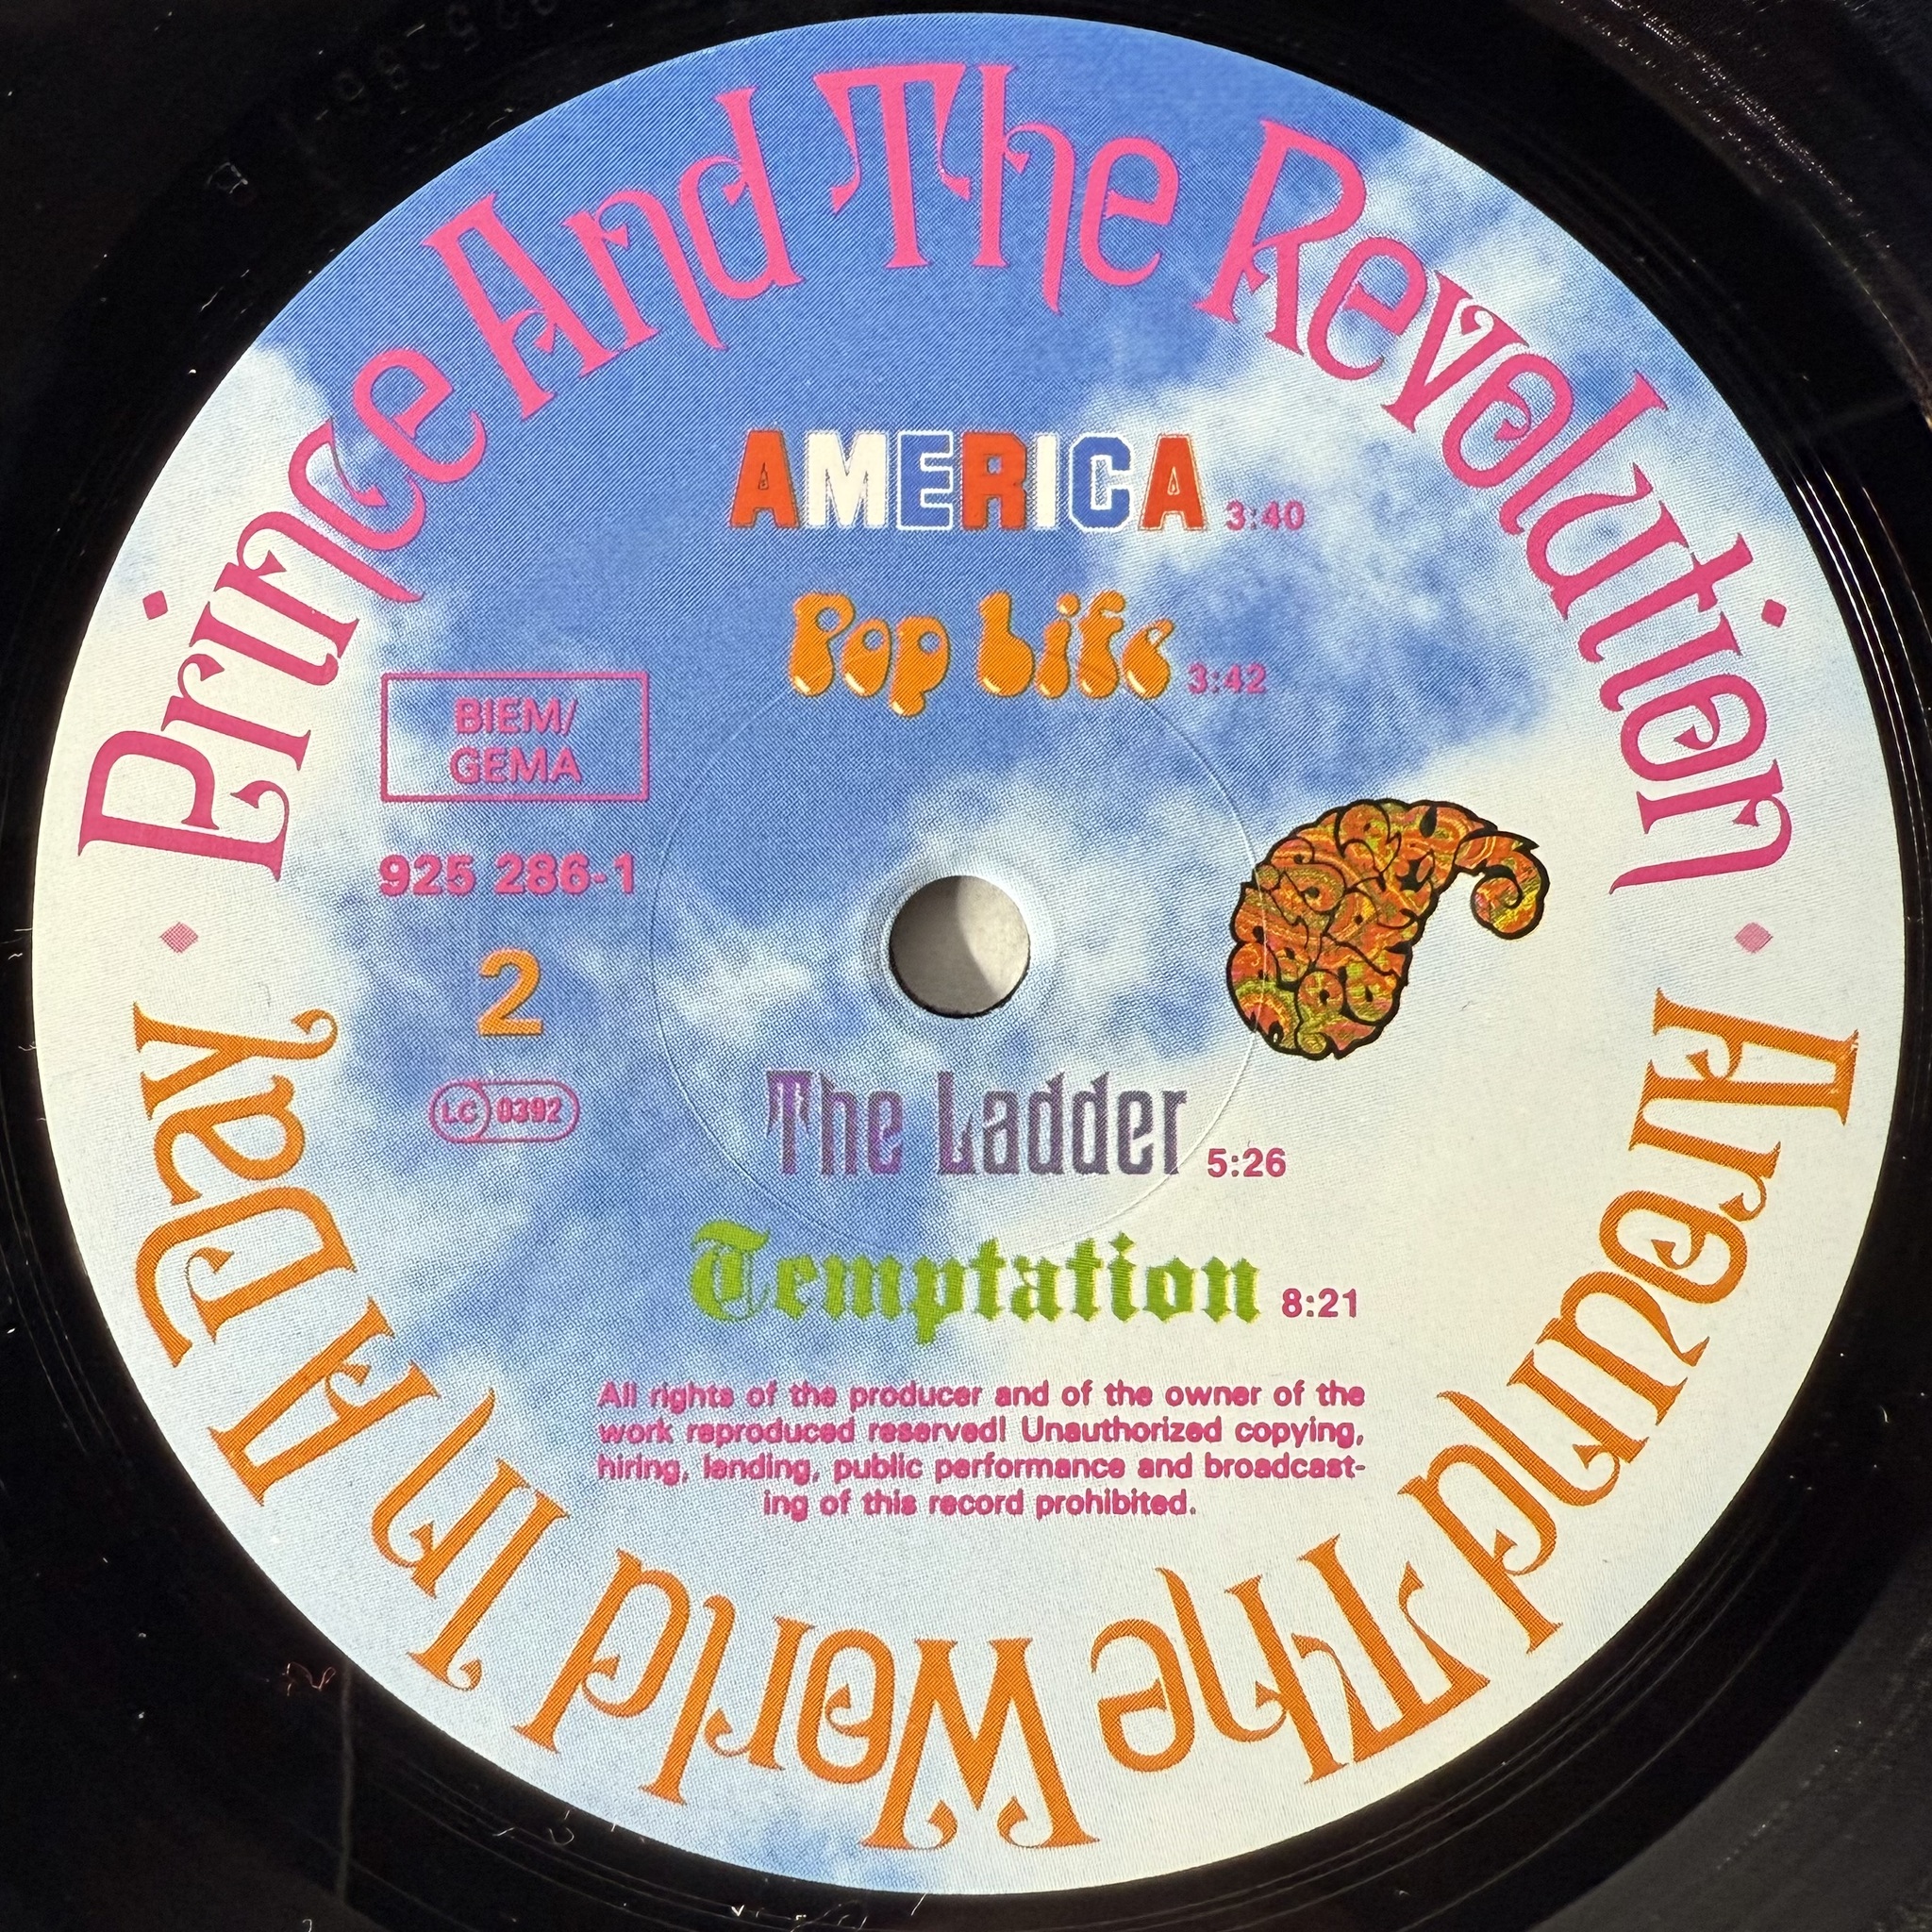 Prince And The Revolution
AMERICA 3:40
Pop Life 3:42
BIEM/
GEMA
925 286-1
2
LC 0392
The Ladder 5:26
Temptation 8:21
All rights of the producer and of the owner of the
work reproduced reserved! Unauthorized copying,
hiring, lending, public performance and broadcast-
ing of this record prohibited.
Around The World In A Day